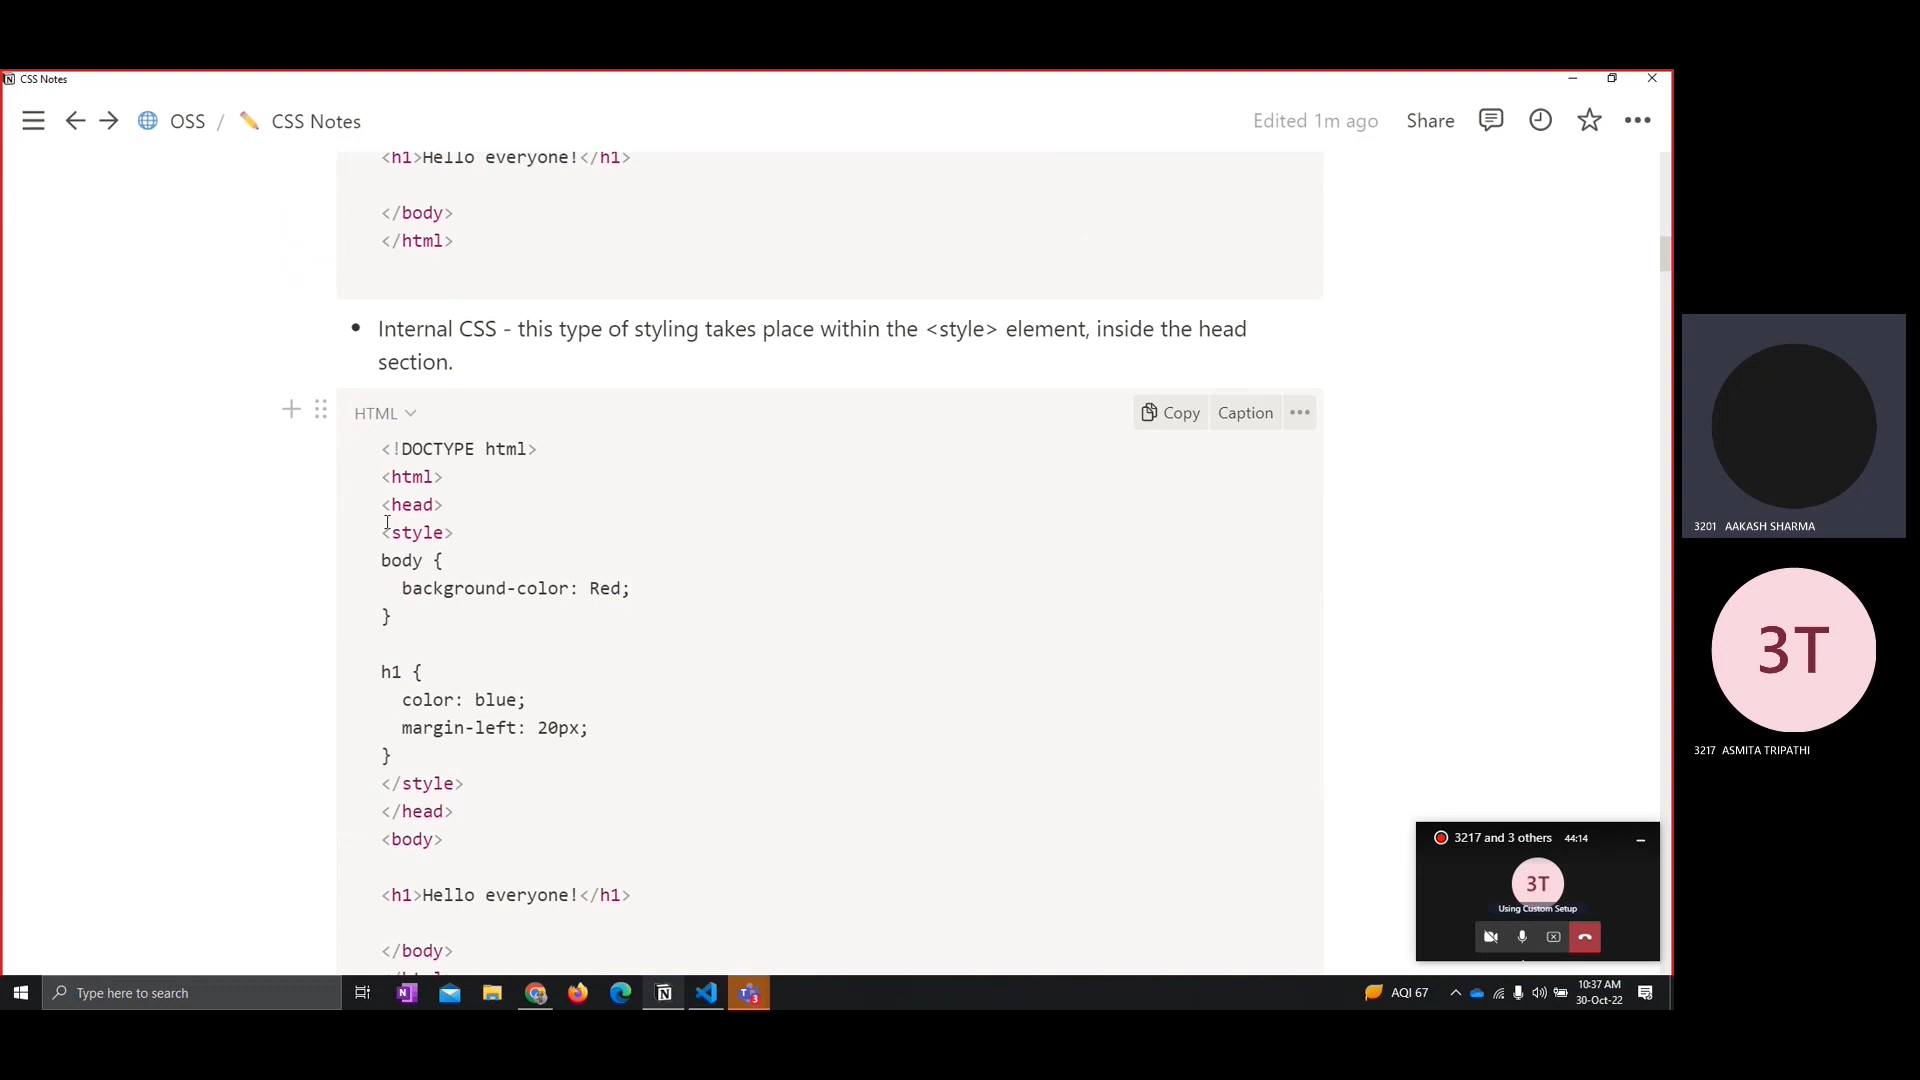 CSS Notes
OSS / CSS Notes
Edited 1m ago Share
<h1>Hello everyone!</h1>
</body>
</html>
• Internal CSS - this type of styling takes place within the <style> element, inside the head
section.
HTML
Copy Caption
<!DOCTYPE html>
<html>
<head>
<style>
body {
background-color: Red;
}
h1 {
color: blue;
margin-left: 20px;
}
</style>
</head>
<body>
<h1>Hello everyone!</h1>
</body>
3201 AAKASH SHARMA
3T
3217 ASMITA TRIPATHI
3217 and 3 others 44:14
3T
Using Custom Setup
Type here to search
AQI 67
10:37 AM
30-Oct-22